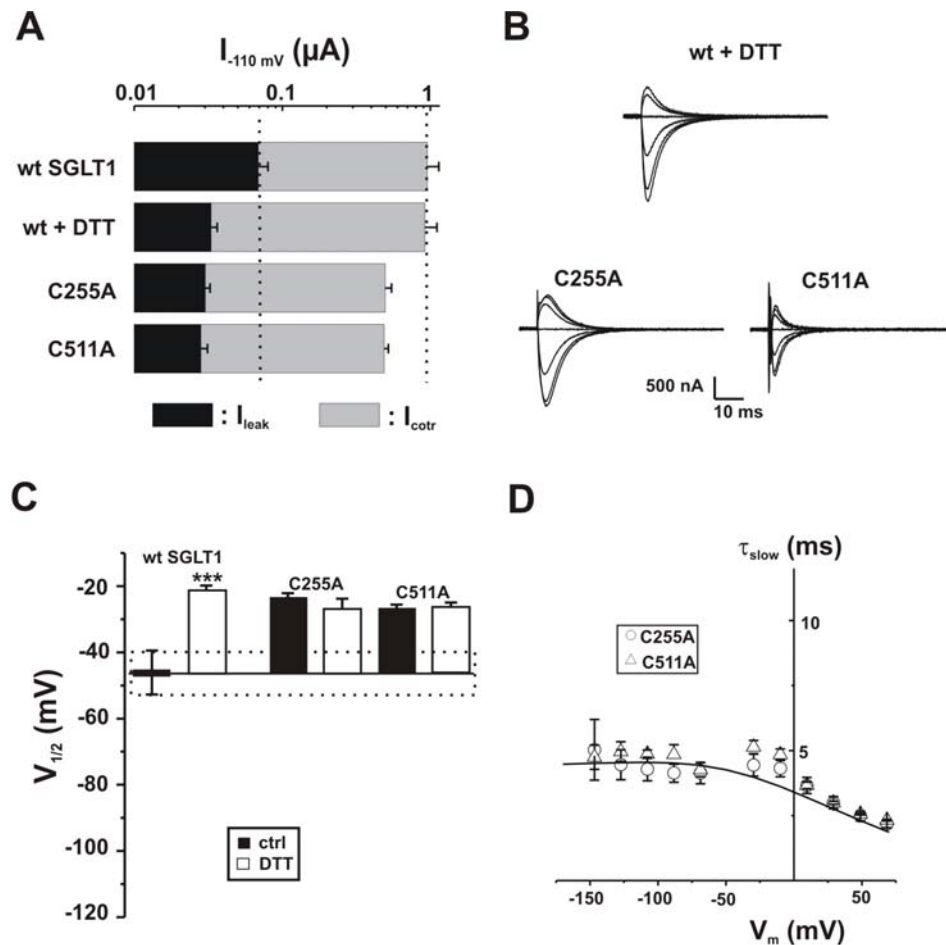 A
I-110 mV (µA)
0.01 0.1 1
wt SGLT1
wt + DTT
C255A
C511A
: Ileak : Icotr
B
wt + DTT
C255A C511A
500 nA
10 ms
C
wt SGLT1
***
C255A
C511A
-20
-40
-60
-80
-100
-120
V1/2 (mV)
ctrl
DTT
D
τslow (ms)
10
5
C255A
C511A
-150 -100 -50 50
Vm (mV)